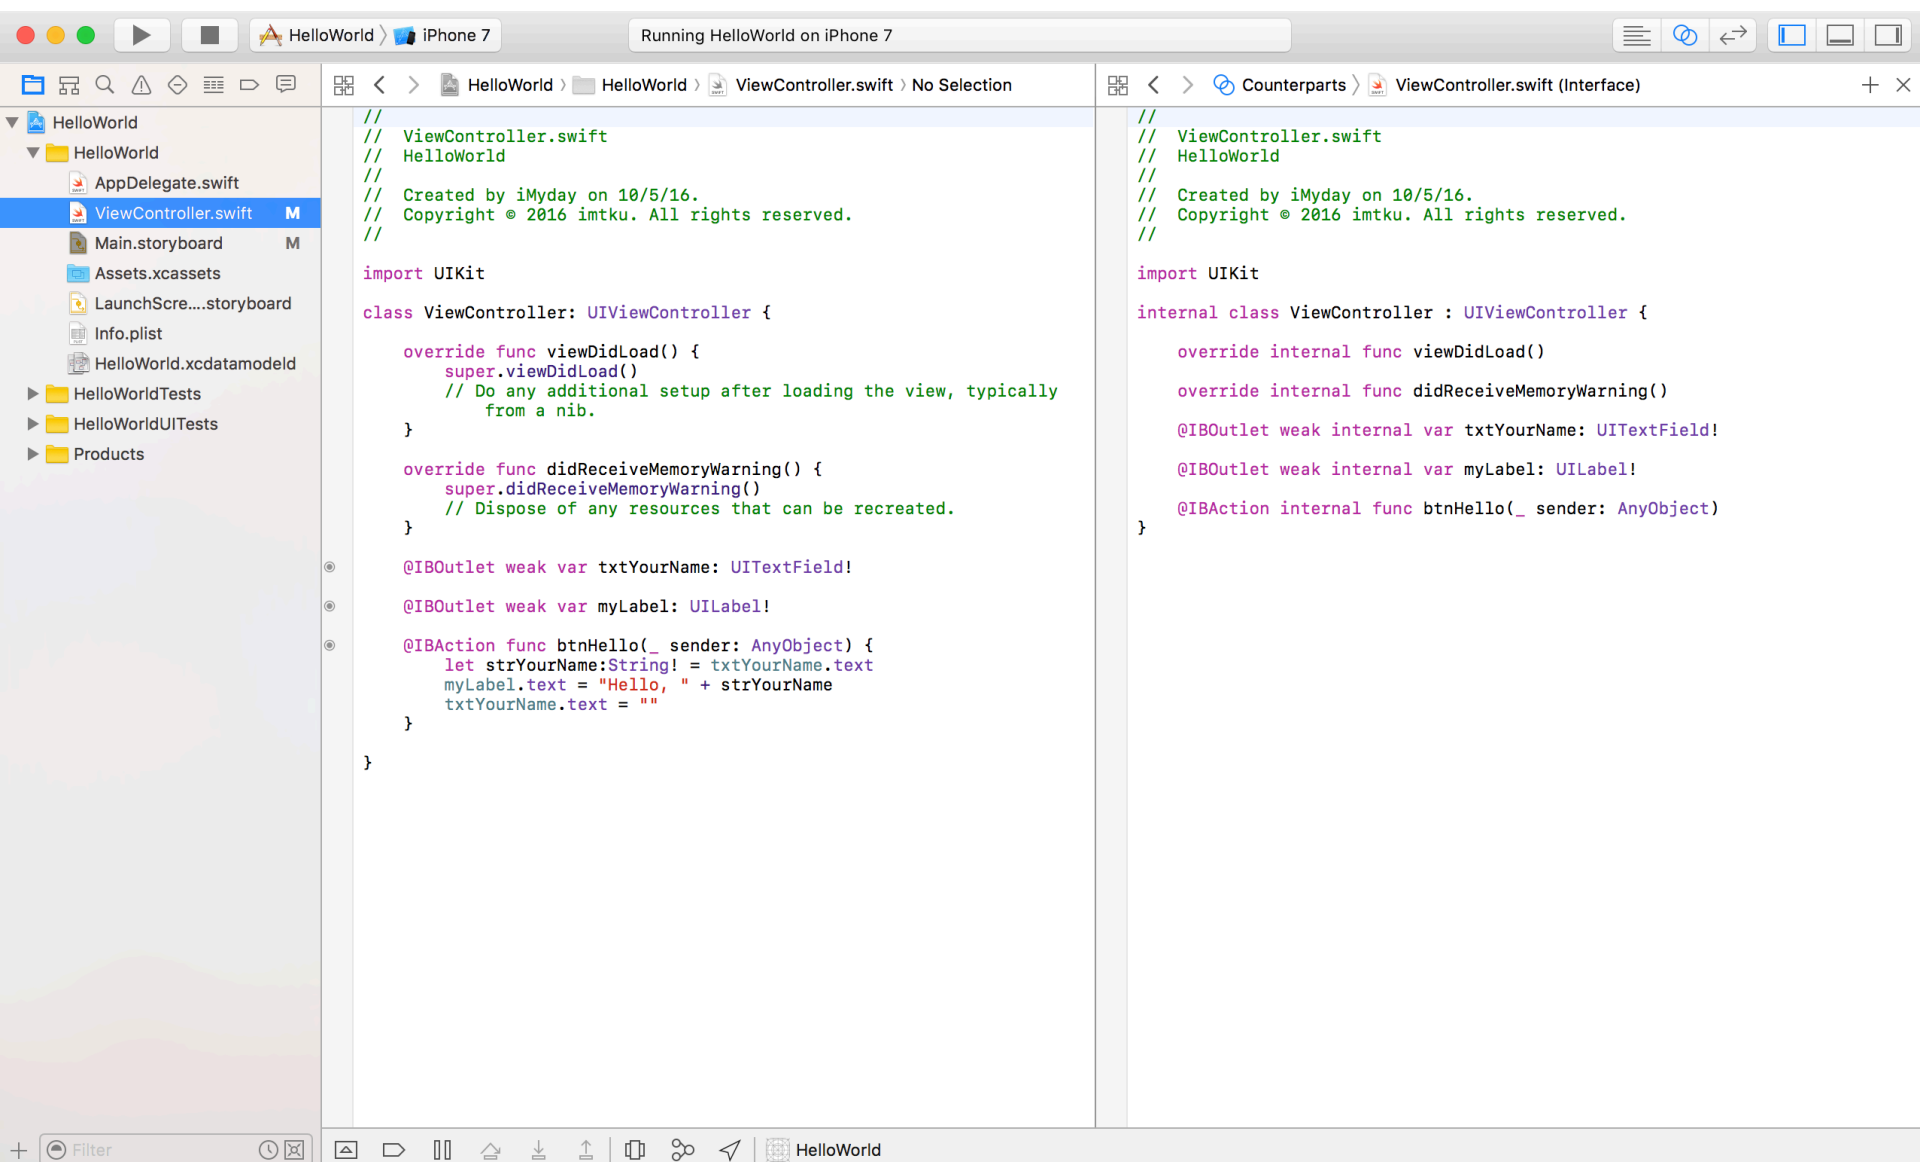 HelloWorld iPhone 7
Running HelloWorld on iPhone 7
HelloWorld HelloWorld ViewController.swift No Selection
Counterparts ViewController.swift (Interface)
HelloWorld
HelloWorld
AppDelegate.swift
ViewController.swift M
Main.storyboard M
Assets.xcassets
LaunchScre....storyboard
Info.plist
HelloWorld.xcdatamodeld
HelloWorldTests
HelloWorldUITests
Products
//
//  ViewController.swift
//  HelloWorld
//
//  Created by iMyday on 10/5/16.
//  Copyright © 2016 imtku. All rights reserved.
//
import UIKit
class ViewController: UIViewController {
override func viewDidLoad() {
super.viewDidLoad()
// Do any additional setup after loading the view, typically
from a nib.
}
override func didReceiveMemoryWarning() {
super.didReceiveMemoryWarning()
// Dispose of any resources that can be recreated.
}
@IBOutlet weak var txtYourName: UITextField!
@IBOutlet weak var myLabel: UILabel!
@IBAction func btnHello(_ sender: AnyObject) {
let strYourName:String! = txtYourName.text
myLabel.text = "Hello, " + strYourName
txtYourName.text = ""
}
}
//
//  ViewController.swift
//  HelloWorld
//
//  Created by iMyday on 10/5/16.
//  Copyright © 2016 imtku. All rights reserved.
//
import UIKit
internal class ViewController : UIViewController {
override internal func viewDidLoad()
override internal func didReceiveMemoryWarning()
@IBOutlet weak internal var txtYourName: UITextField!
@IBOutlet weak internal var myLabel: UILabel!
@IBAction internal func btnHello(_ sender: AnyObject)
}
Filter
HelloWorld